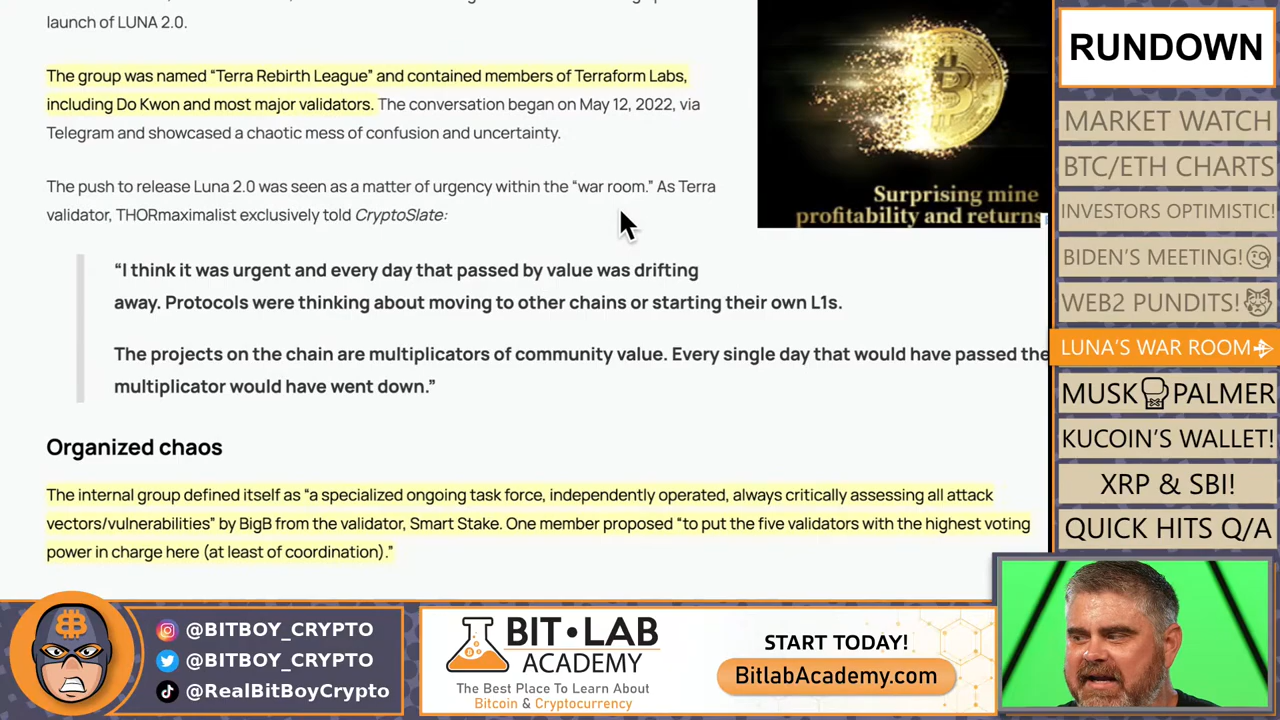 launch of LUNA 2.0.
The group was named “Terra Rebirth League” and contained members of Terraform Labs,
including Do Kwon and most major validators. The conversation began on May 12, 2022, via
Telegram and showcased a chaotic mess of confusion and uncertainty.
The push to release Luna 2.0 was seen as a matter of urgency within the “war room.” As Terra
validator, THORmaximalist exclusively told CryptoSlate:
“I think it was urgent and every day that passed by value was drifting
away. Protocols were thinking about moving to other chains or starting their own L1s.
The projects on the chain are multiplicators of community value. Every single day that would have passed the
multiplicator would have went down.”
Organized chaos
The internal group defined itself as “a specialized ongoing task force, independently operated, always critically assessing all attack
vectors/vulnerabilities” by BigB from the validator, Smart Stake. One member proposed “to put the five validators with the highest voting
power in charge here (at least of coordination).”
Surprising mine
profitability and returns
RUNDOWN
MARKET WATCH
BTC/ETH CHARTS
INVESTORS OPTIMISTIC!
BIDEN’S MEETING!
WEB2 PUNDITS!
LUNA’S WAR ROOM
MUSK PALMER
KUCOIN’S WALLET!
XRP & SBI!
QUICK HITS Q/A
@BITBOY_CRYPTO
@BITBOY_CRYPTO
@RealBitBoyCrypto
BIT•LAB
ACADEMY
The Best Place To Learn About
Bitcoin & Cryptocurrency
START TODAY!
BitlabAcademy.com